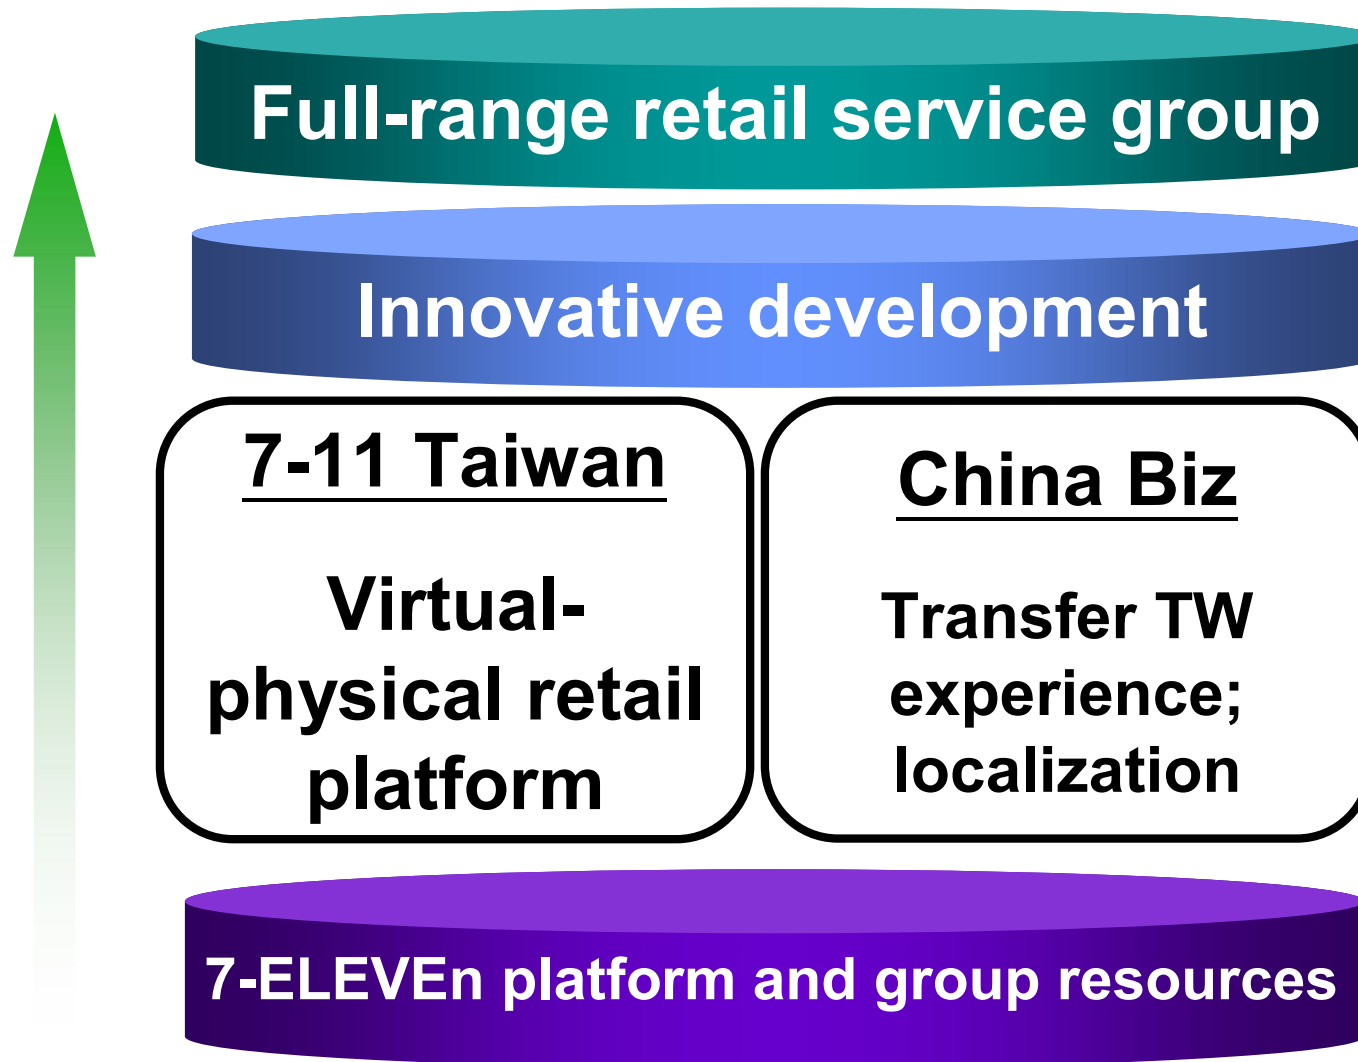 Full-range retail service group
Innovative development
7-11 Taiwan
Virtual-
physical retail
platform
China Biz
Transfer TW
experience;
localization
7-ELEVEn platform and group resources